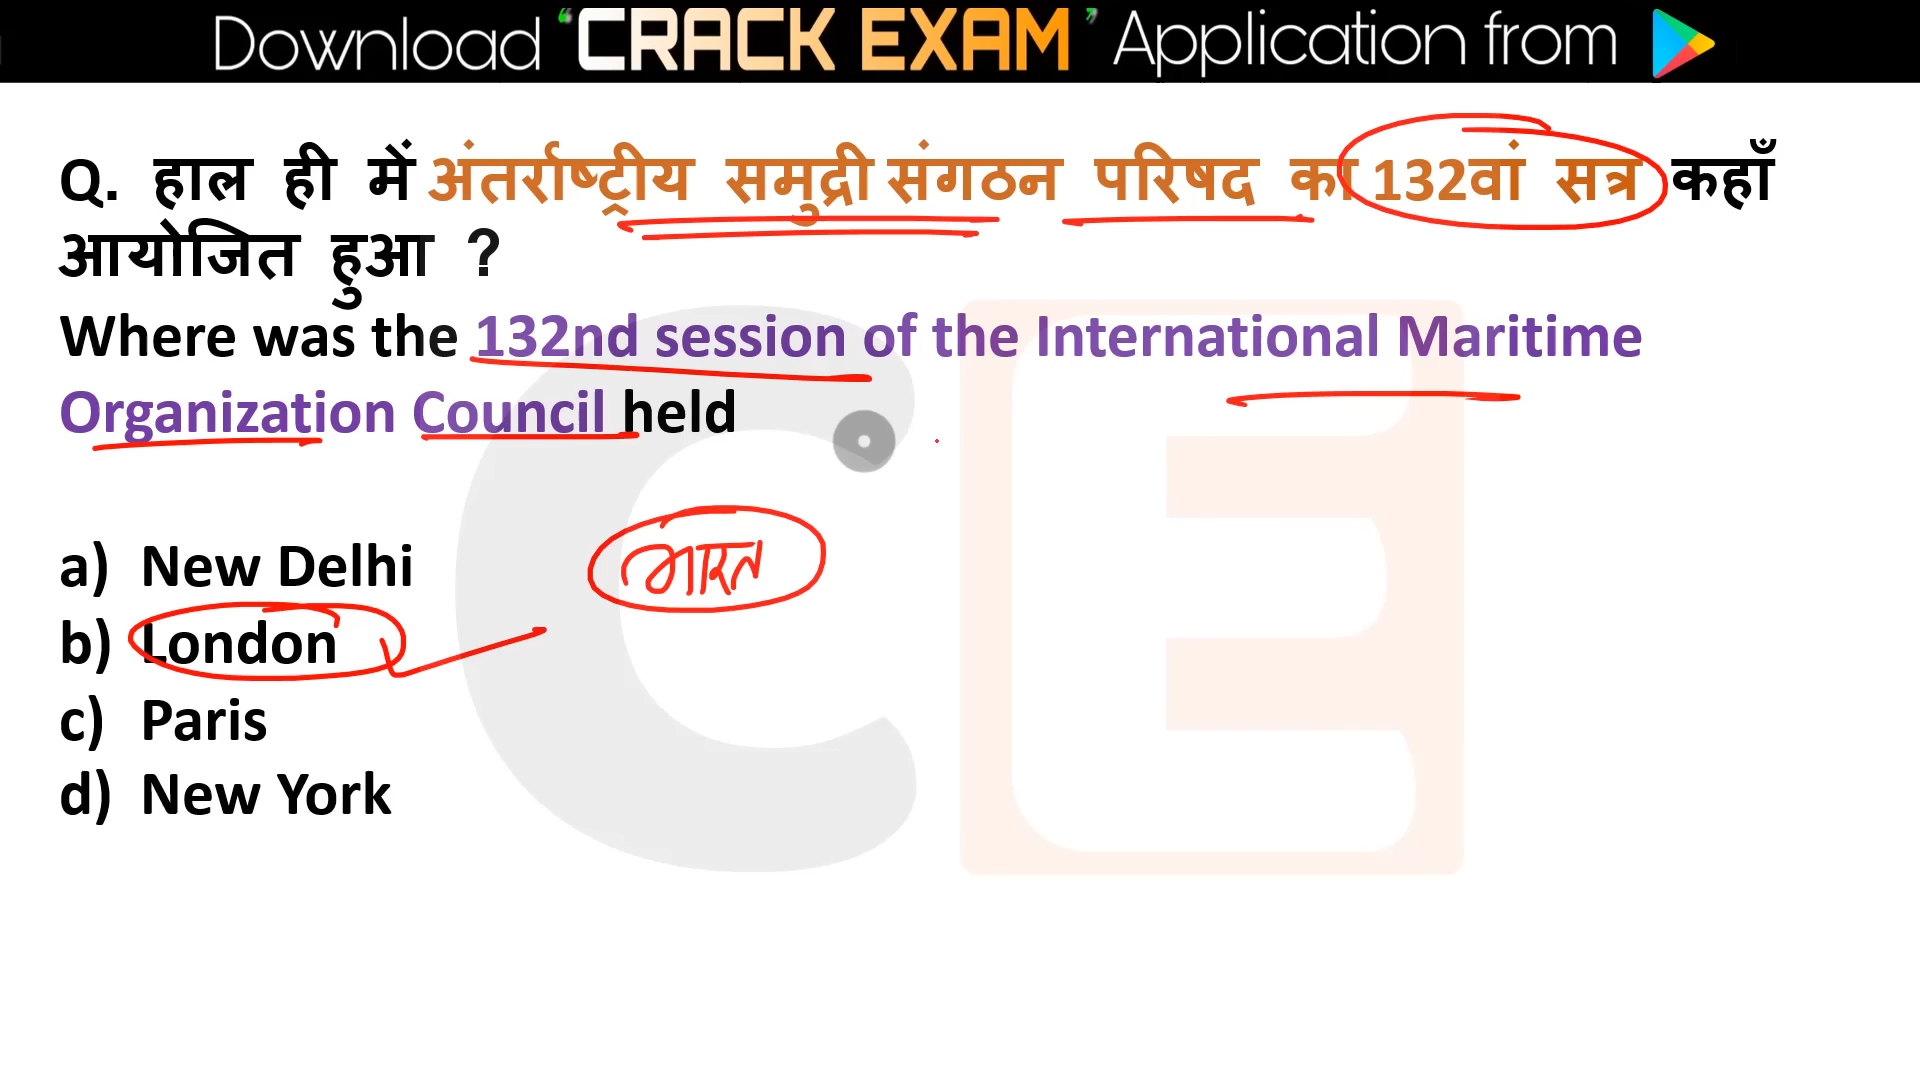 Download ‘CRACK EXAM’ Application from
Q. हाल ही में अंतर्राष्ट्रीय समुद्री संगठन परिषद का 132वां सत्र कहाँ
आयोजित हुआ ?
Where was the 132nd session of the International Maritime
Organization Council held
a) New Delhi
भारत
b) London
c) Paris
d) New York
CE